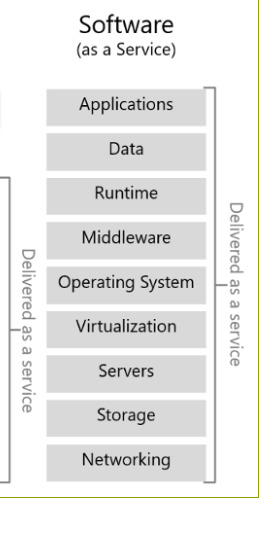 Software
(as a Service)
Applications
Data
Runtime
Middleware
Operating System
Virtualization
Servers
Storage
Networking
Delivered as a service
Delivered as a service